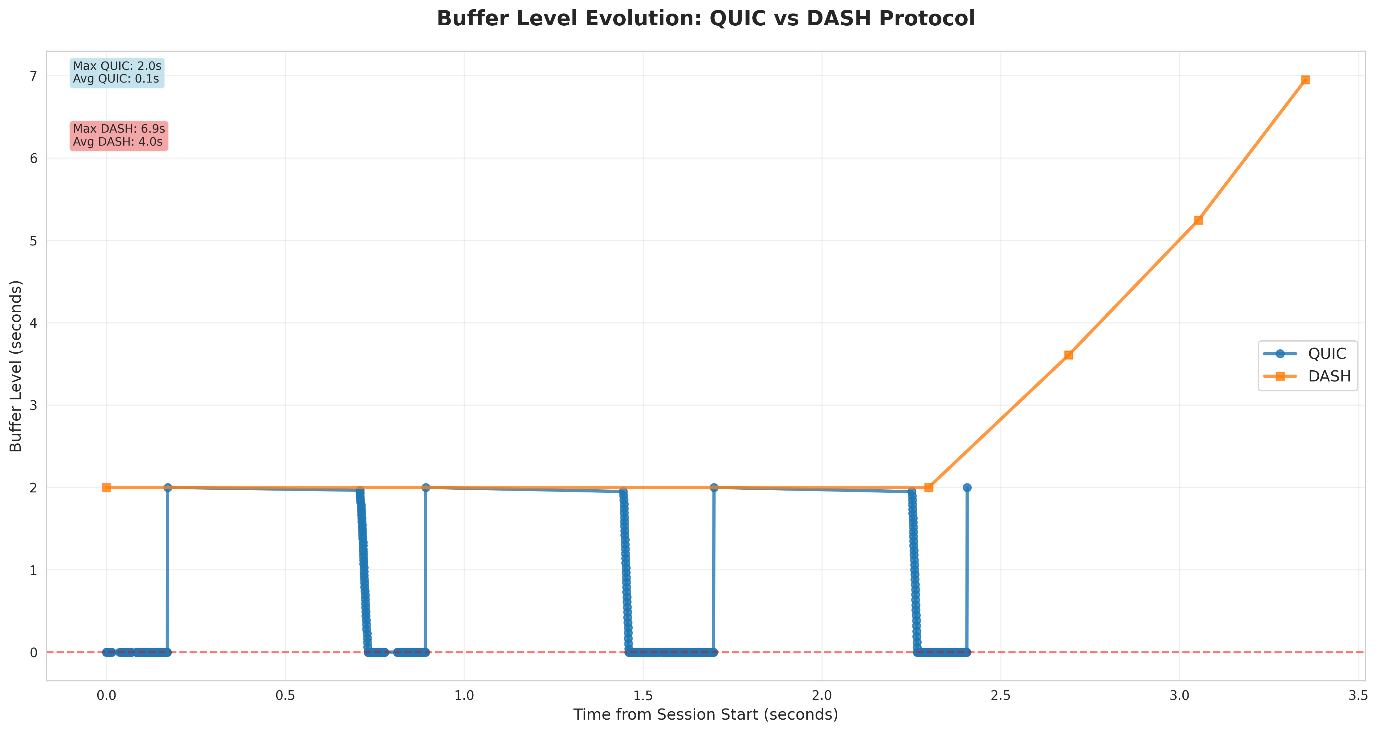 Buffer Level Evolution: QUIC vs DASH Protocol
Max QUIC: 2.0s
Avg QUIC: 0.1s
Max DASH: 6.9s
Avg DASH: 4.0s
Buffer Level (seconds)
7
6
5
4
3
2
1
0
QUIC
DASH
0.0 0.5 1.0 1.5 2.0 2.5 3.0 3.5
Time from Session Start (seconds)